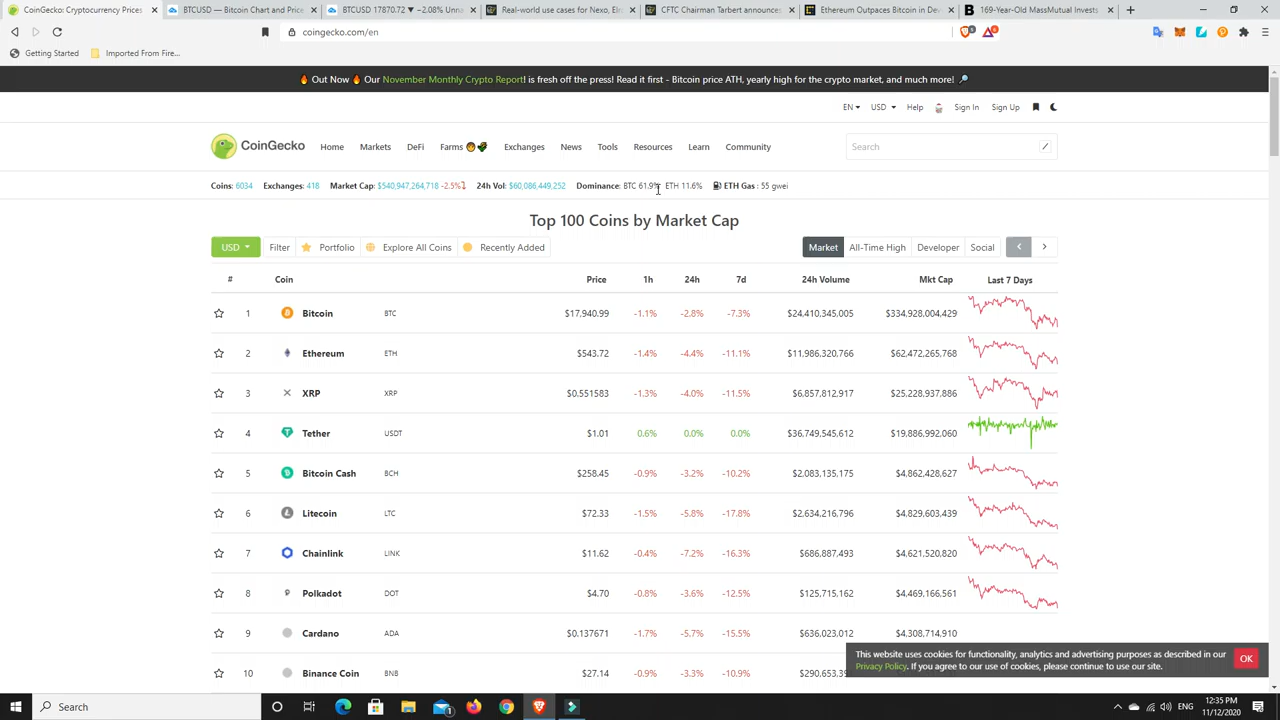 CoinGecko: Cryptocurrency Prices
BTCUSD — Bitcoin Chart and Price
BTCUSD 17870.72 ▼ −2.08% Unna
Real-world use cases for Nexo, Elro
CFTC Chairman Tarbert announces
Ethereum Outpaces Bitcoin in Dev
169-Year-Old MassMutual Invests
coingecko.com/en
Getting Started
Imported From Fire...
Out Now 🔥 Our November Monthly Crypto Report! is fresh off the press! Read it first - Bitcoin price ATH, yearly high for the crypto market, and much more!
EN USD Help Sign In Sign Up
CoinGecko Home Markets DeFi Farms Exchanges News Tools Resources Learn Community Search /
Coins: 6034 Exchanges: 418 Market Cap: $540,947,264,718 -2.5% 24h Vol: $60,086,449,252 Dominance: BTC 61.9% ETH 11.6% ETH Gas : 55 gwei
Top 100 Coins by Market Cap
USD Filter Portfolio Explore All Coins Recently Added Market All-Time High Developer Social < >
# Coin Price 1h 24h 7d 24h Volume Mkt Cap Last 7 Days
1 Bitcoin BTC $17,940.99 -1.1% -2.8% -7.3% $24,410,345,005 $334,928,004,429
2 Ethereum ETH $543.72 -1.4% -4.4% -11.1% $11,986,320,766 $62,472,265,768
3 XRP XRP $0.551583 -1.3% -4.0% -11.5% $6,857,812,917 $25,228,937,886
4 Tether USDT $1.01 0.6% 0.0% 0.0% $36,749,545,612 $19,886,992,060
5 Bitcoin Cash BCH $258.45 -0.9% -3.2% -10.2% $2,083,135,175 $4,862,428,627
6 Litecoin LTC $72.33 -1.5% -5.8% -17.8% $2,634,216,796 $4,829,603,439
7 Chainlink LINK $11.62 -0.4% -7.2% -16.3% $686,887,493 $4,621,520,820
8 Polkadot DOT $4.70 -0.8% -3.6% -12.5% $125,715,162 $4,469,166,561
9 Cardano ADA $0.137671 -1.7% -5.7% -15.5% $636,023,012 $4,308,714,910
10 Binance Coin BNB $27.14 -0.9% -3.3% -10.9%
This website uses cookies for functionality, analytics and advertising purposes as described in our
Privacy Policy. If you agree to our use of cookies, please continue to use our site.
OK
Search
ENG
12:35 PM
11/12/2020